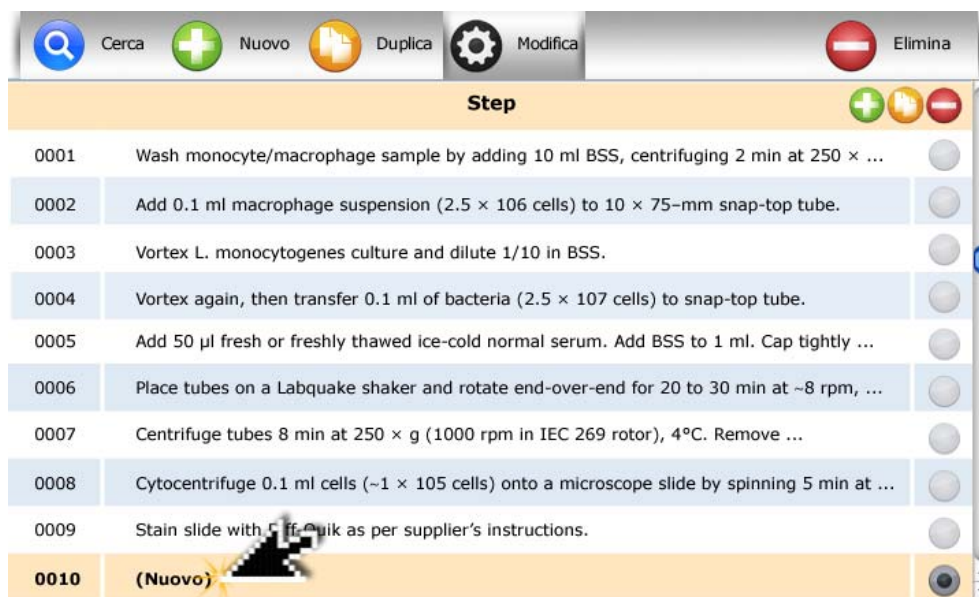 Cerca Nuovo Duplica Modifica Elimina
Step
0001 Wash monocyte/macrophage sample by adding 10 ml BSS, centrifuging 2 min at 250 × ...
0002 Add 0.1 ml macrophage suspension (2.5 × 106 cells) to 10 × 75–mm snap-top tube.
0003 Vortex L. monocytogenes culture and dilute 1/10 in BSS.
0004 Vortex again, then transfer 0.1 ml of bacteria (2.5 × 107 cells) to snap-top tube.
0005 Add 50 μl fresh or freshly thawed ice-cold normal serum. Add BSS to 1 ml. Cap tightly ...
0006 Place tubes on a Labquake shaker and rotate end-over-end for 20 to 30 min at ~8 rpm, ...
0007 Centrifuge tubes 8 min at 250 × g (1000 rpm in IEC 269 rotor), 4°C. Remove ...
0008 Cytocentrifuge 0.1 ml cells (~1 × 105 cells) onto a microscope slide by spinning 5 min at ...
0009 Stain slide with as per supplier's instructions.
0010 (Nuovo)